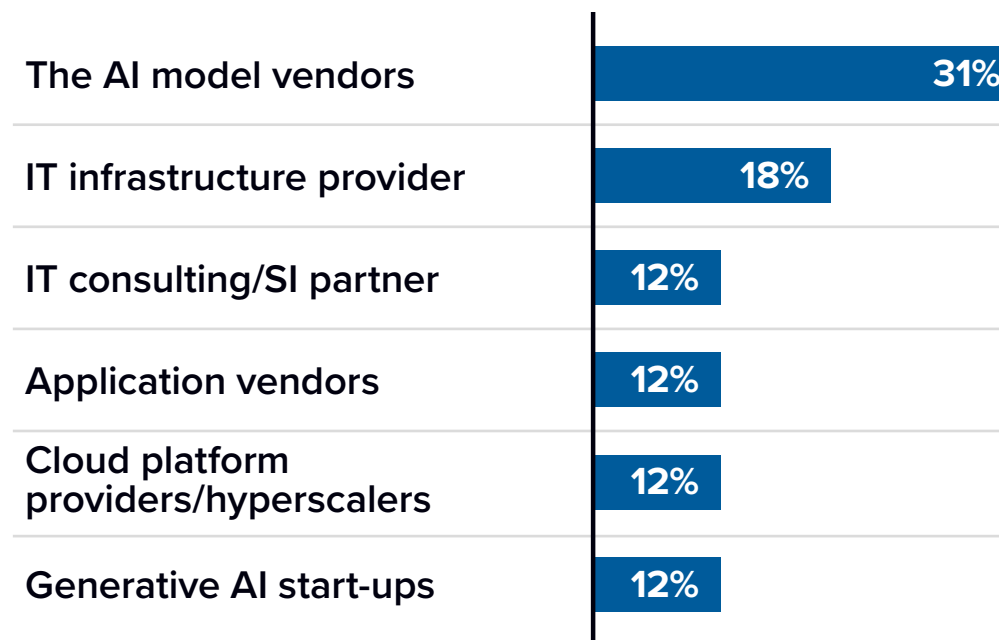 The AI model vendors 31%
IT infrastructure provider 18%
IT consulting/SI partner 12%
Application vendors 12%
Cloud platform
providers/hyperscalers 12%
Generative AI start-ups 12%